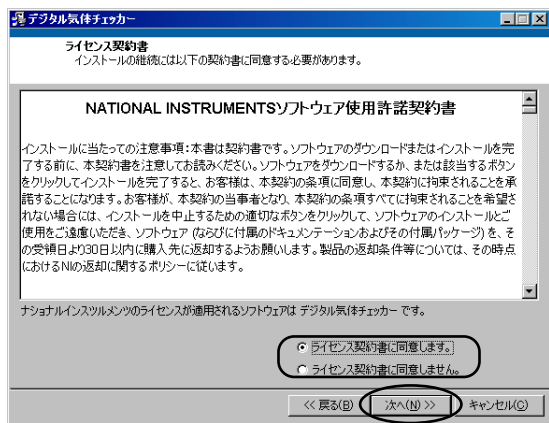 デジタル気体チェッカー
ライセンス契約書
インストールの継続には以下の契約書に同意する必要があります。
NATIONAL INSTRUMENTSソフトウェア使用許諾契約書
インストールに当たっての注意事項：本書は契約書です。ソフトウェアのダウンロードまたはインストールを完
了する前に、本契約書を注意してお読みください。ソフトウェアをダウンロードするか、または該当するボタン
をクリックしてインストールを完了すると、お客様は、本契約の条項に同意し、本契約に拘束されることを承
諾することになります。お客様が、本契約の当事者となり、本契約の条項すべてに拘束されることを希望さ
れない場合には、インストールを中止するための適切なボタンをクリックして、ソフトウェアのインストールとご
使用をご遠慮いただき、ソフトウェア (ならびに付属のドキュメンテーションおよびその付属パッケージ) を、そ
の受領日より30日以内に購入先に返却するようお願いします。製品の返却条件等については、その時点
におけるNIの返却に関するポリシーに従います。
ナショナルインスツルメンツのライセンスが適用されるソフトウェアは デジタル気体チェッカー です。
ライセンス契約書に同意します。
ライセンス契約書に同意しません。
<< 戻る(B) 次へ(N) >> キャンセル(C)